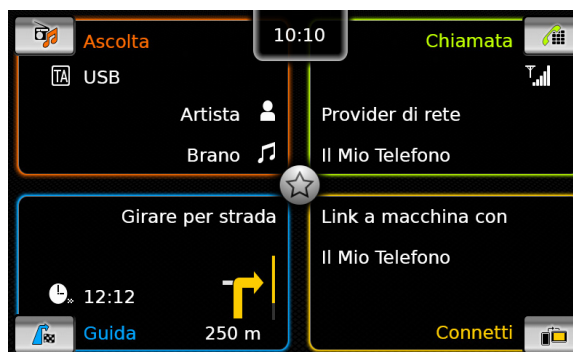 Ascolta
10:10
Chiamata
TA USB
Artista
Provider di rete
Brano
Il Mio Telefono
Girare per strada
Link a macchina con
Il Mio Telefono
12:12
Guida
250 m
Connetti